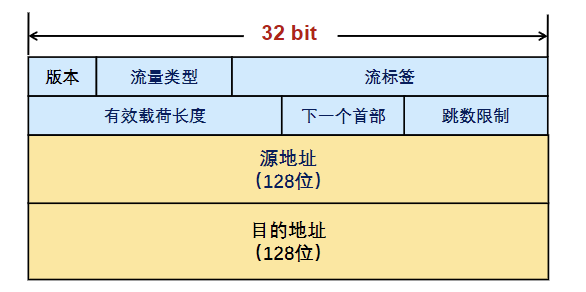 32 bit
版本
流量类型
流标签
有效载荷长度
下一个首部
跳数限制
源地址
(128位)
目的地址
(128位)